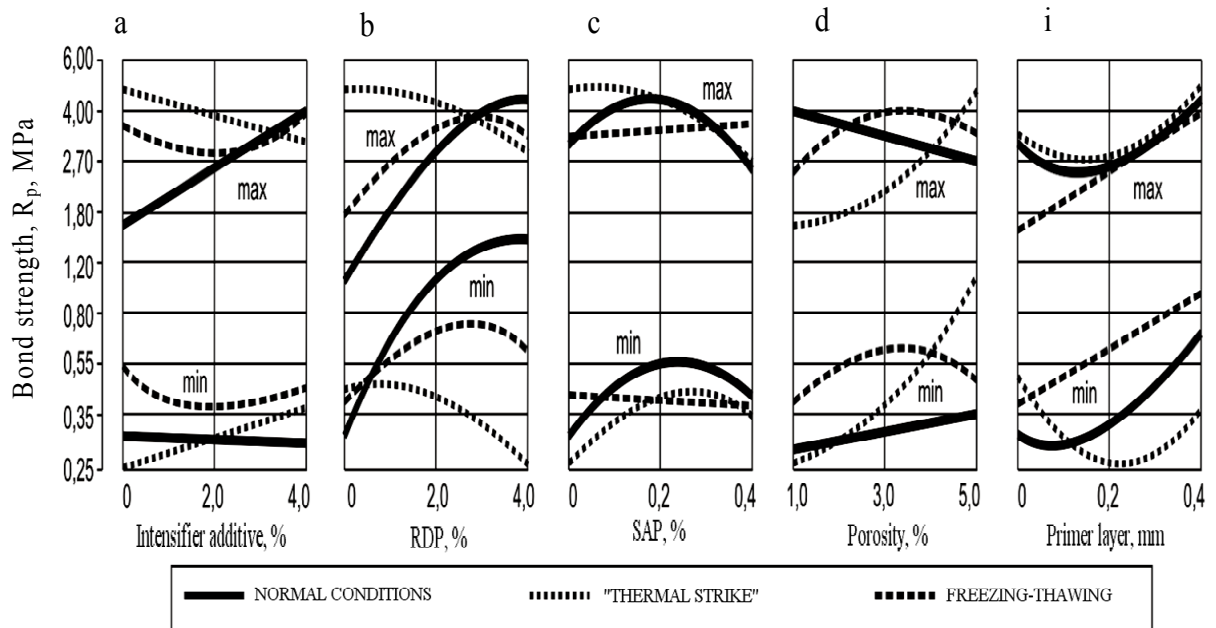 a b c d i
Bond strength, Rp, MPa
6,00
4,00
2,70
1,80
1,20
0,80
0,55
0,35
0,25
max
min
max
min
max
min
max
min
max
min
0 2,0 4,0
0 2,0 4,0
0 0,2 0,4
1,0 3,0 5,0
0 0,2 0,4
Intensifier additive, %
RDP, %
SAP, %
Porosity, %
Primer layer, mm
NORMAL CONDITIONS
"THERMAL STRIKE"
FREEZING-THAWING